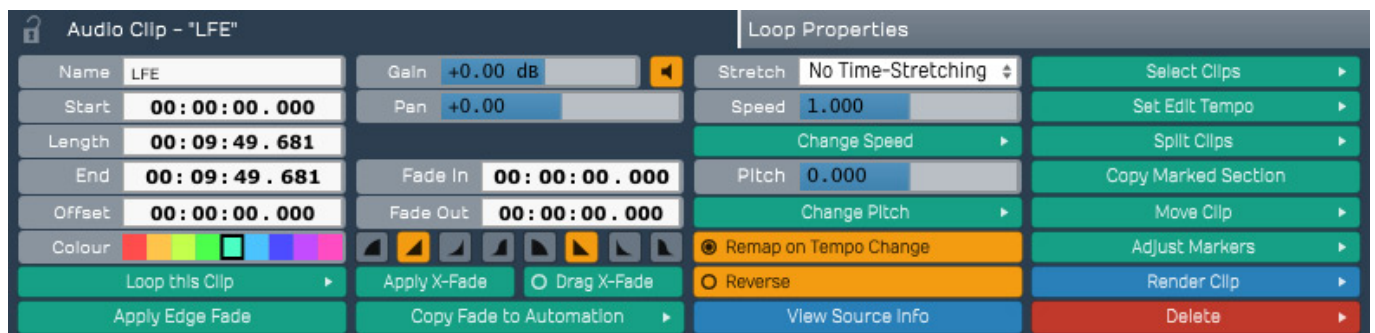 Audio Clip – "LFE"
Loop Properties
Name LFE
Gain +0.00 dB
Stretch No Time-Stretching
Select Clips
Start 00:00:00.000
Pan +0.00
Speed 1.000
Set Edit Tempo
Length 00:09:49.681
Change Speed
Split Clips
End 00:09:49.681
Fade In 00:00:00.000
Pitch 0.000
Copy Marked Section
Offset 00:00:00.000
Fade Out 00:00:00.000
Change Pitch
Move Clip
Colour
Remap on Tempo Change
Adjust Markers
Loop this Clip
Apply X-Fade
Drag X-Fade
Reverse
Render Clip
Apply Edge Fade
Copy Fade to Automation
View Source Info
Delete